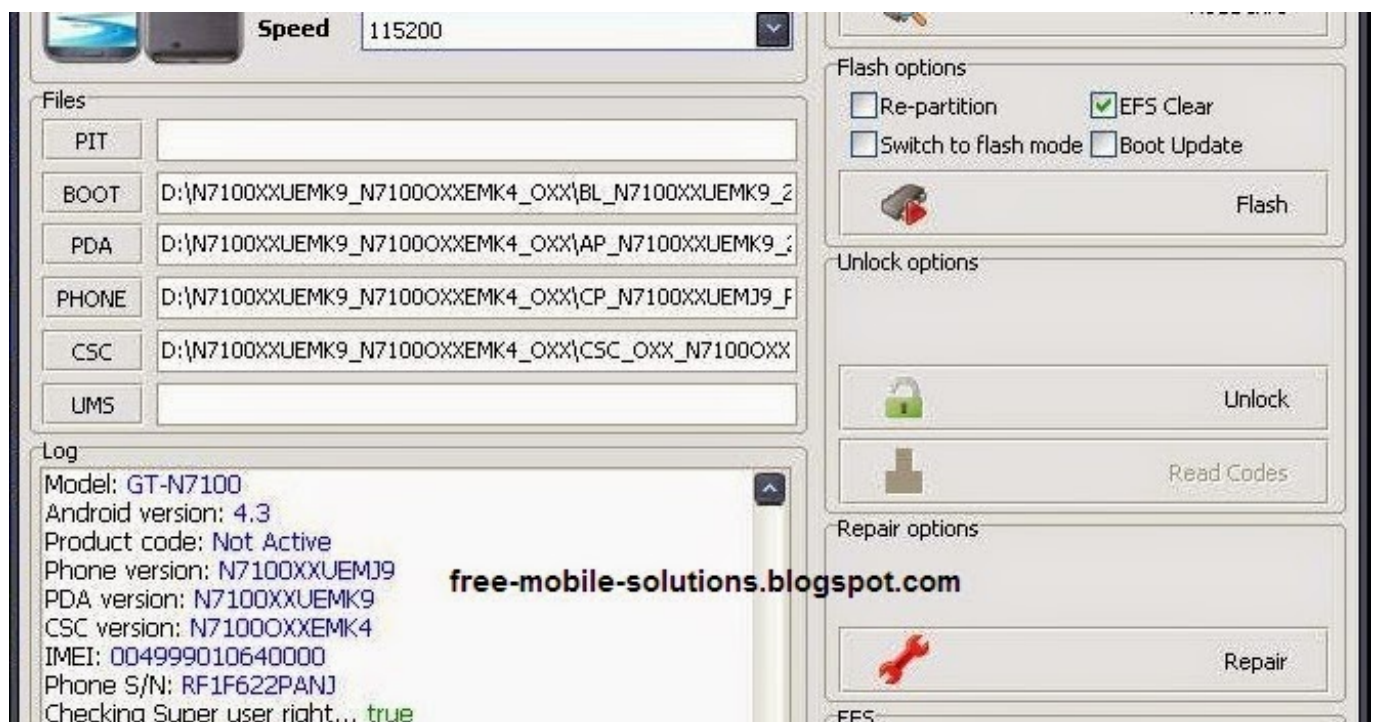 Speed 115200
Files
PIT
BOOT D:\N7100XXUEMK9_N7100OXXEMK4_OXX\BL_N7100XXUEMK9_2
PDA D:\N7100XXUEMK9_N7100OXXEMK4_OXX\AP_N7100XXUEMK9_2
PHONE D:\N7100XXUEMK9_N7100OXXEMK4_OXX\CP_N7100XXUEMJ9_F
CSC D:\N7100XXUEMK9_N7100OXXEMK4_OXX\CSC_OXX_N7100OXX
UMS
Log
Model: GT-N7100
Android version: 4.3
Product code: Not Active
Phone version: N7100XXUEMJ9
PDA version: N7100XXUEMK9
CSC version: N7100OXXEMK4
IMEI: 004999010640000
Phone S/N: RF1F622PANJ
Checking Super user right... true
free-mobile-solutions.blogspot.com
Flash options
Re-partition EFS Clear
Switch to flash mode Boot Update
Flash
Unlock options
Unlock
Read Codes
Repair options
Repair
EFS